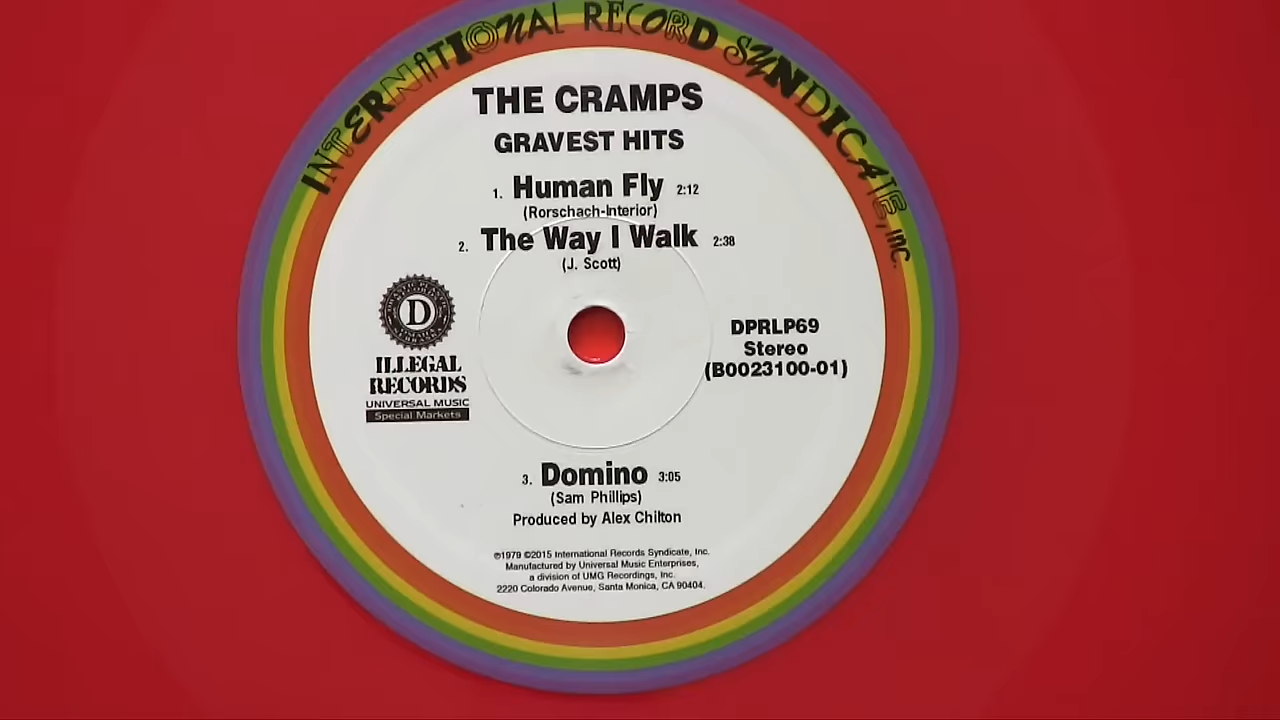 INTERNATIONAL RECORD SYNDICATE, INC.
THE CRAMPS
GRAVEST HITS
1. Human Fly 2:12
(Rorschach-Interior)
2. The Way I Walk 2:38
(J. Scott)
D
ILLEGAL
RECORDS
UNIVERSAL MUSIC
Special Markets
DPRLP69
Stereo
(B0023100-01)
3. Domino 3:05
(Sam Phillips)
Produced by Alex Chilton
℗1979 ©2015 International Records Syndicate, Inc.
Manufactured by Universal Music Enterprises,
a division of UMG Recordings, Inc.
2220 Colorado Avenue, Santa Monica, CA 90404.